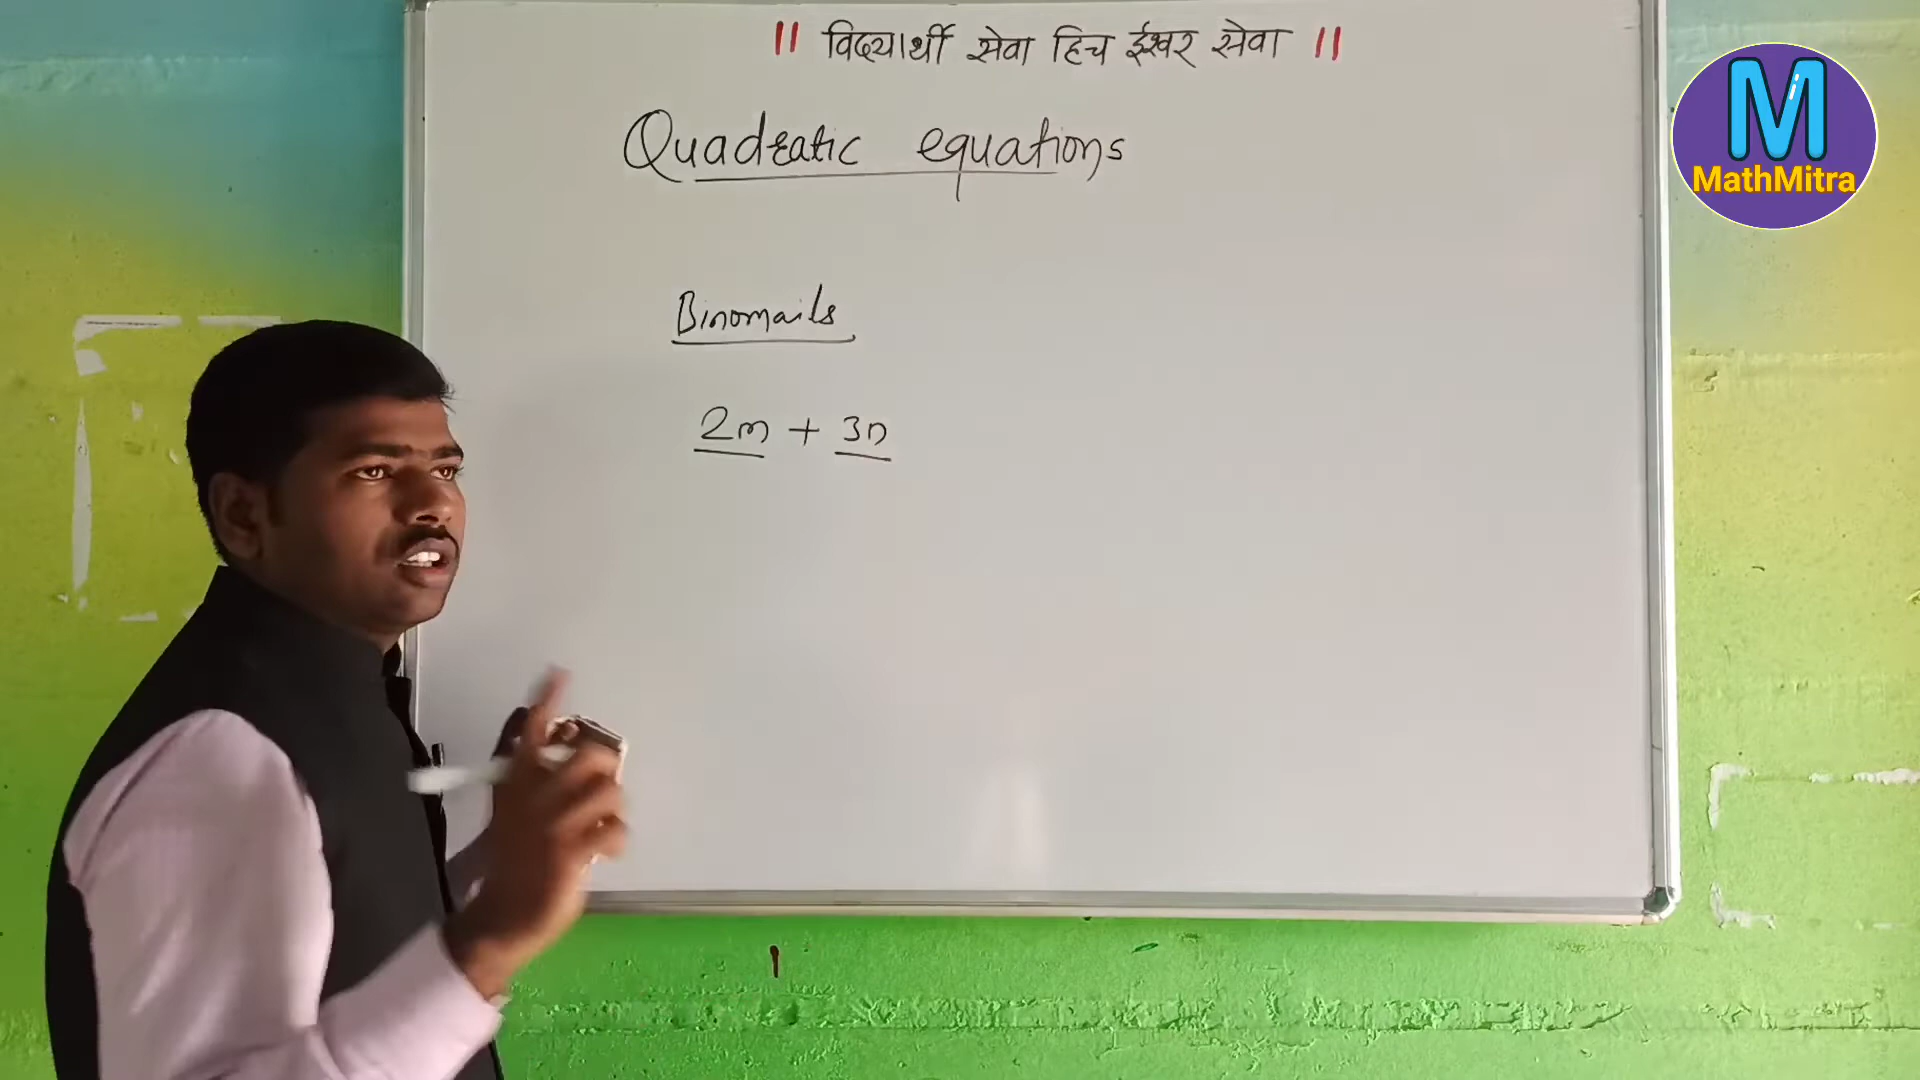 || विद्यार्थी सेवा हिच ईश्वर सेवा ||
M
MathMitra
Quadratic equations
Binomails
2m + 3n